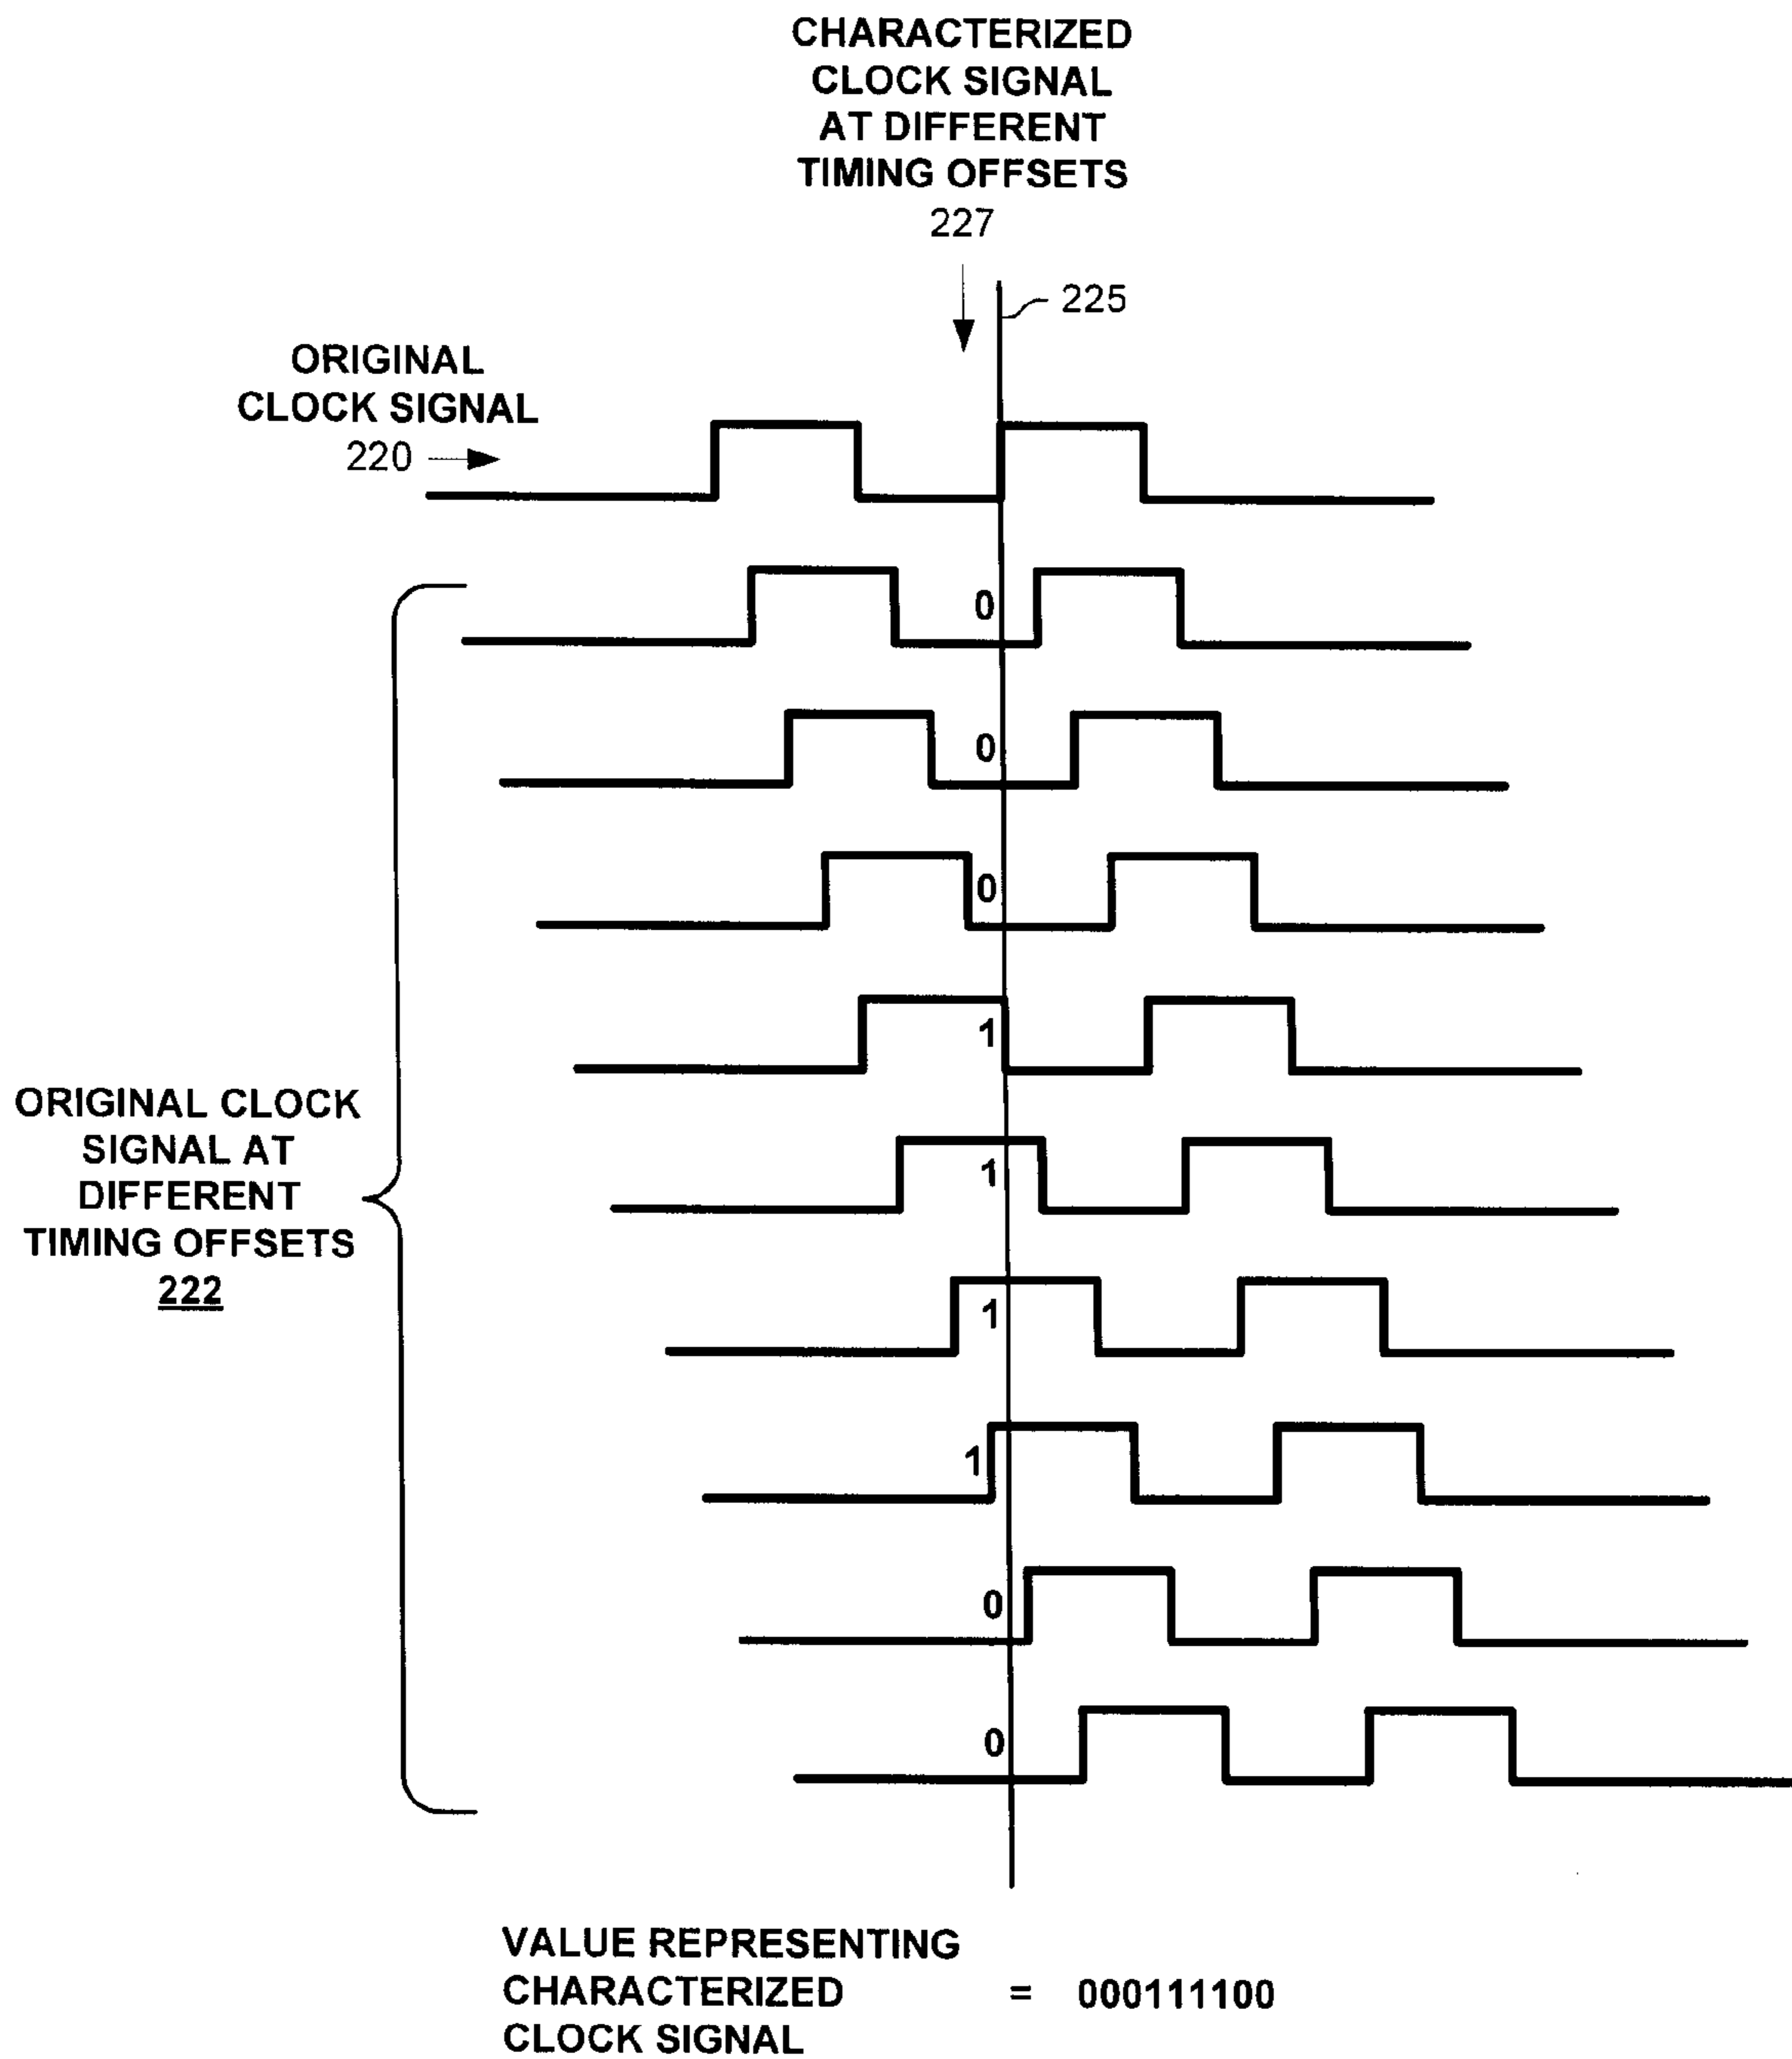 CHARACTERIZED
CLOCK SIGNAL
AT DIFFERENT
TIMING OFFSETS
227
225
ORIGINAL
CLOCK SIGNAL
220
0
0
0
1
1
1
1
0
0
ORIGINAL CLOCK
SIGNAL AT
DIFFERENT
TIMING OFFSETS
222
VALUE REPRESENTING
CHARACTERIZED = 000111100
CLOCK SIGNAL